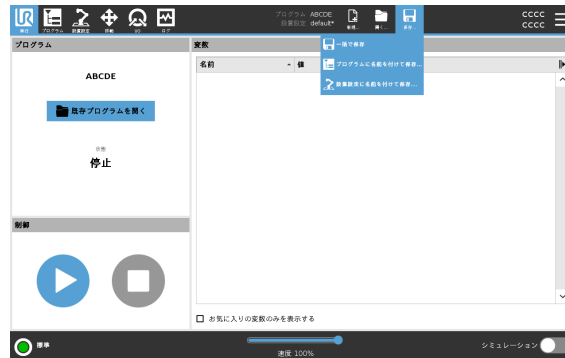 UR
実行
プログラム
設置設定
移動
I/O
ログ
プログラム ABCDE
設置設定 default*
新規...
開く...
保存...
CCCC
CCCC
プログラム
変数
一括で保存
プログラムに名前を付けて保存...
設置設定に名前を付けて保存...
名前
値
ABCDE
既存プログラムを開く
状態
停止
制御
お気に入りの変数のみを表示する
標準
速度 100%
シミュレーション